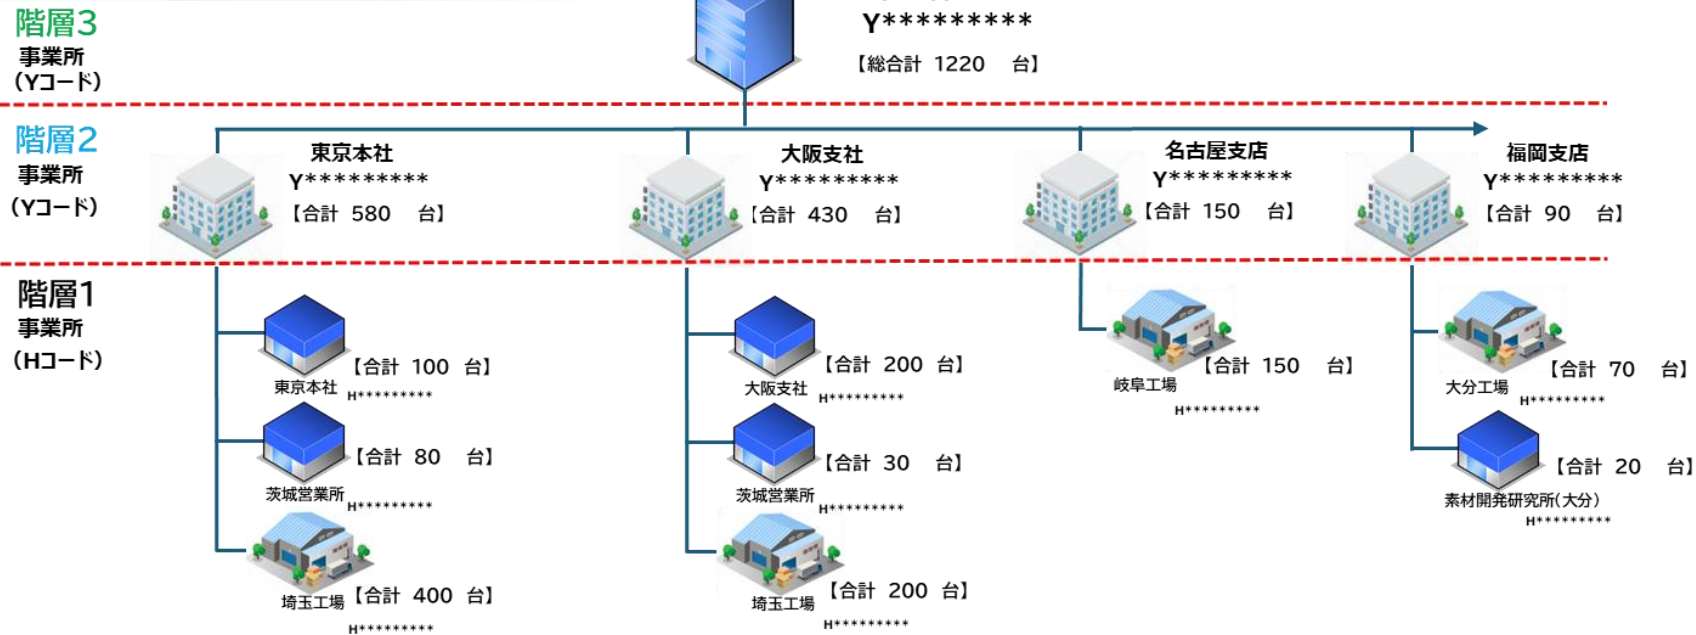 階層3
事業所
(Yコード)
Y*********
【総合計 1220 台】
階層2
事業所
(Yコード)
東京本社
Y*********
【合計 580 台】
大阪支社
Y*********
【合計 430 台】
名古屋支店
Y*********
【合計 150 台】
福岡支店
Y*********
【合計 90 台】
階層1
事業所
(Hコード)
【合計 100 台】
東京本社
H*********
【合計 80 台】
茨城営業所
H*********
【合計 400 台】
埼玉工場
H*********
【合計 200 台】
大阪支社
H*********
【合計 30 台】
茨城営業所
H*********
【合計 200 台】
埼玉工場
H*********
【合計 150 台】
岐阜工場
H*********
【合計 70 台】
大分工場
H*********
【合計 20 台】
素材開発研究所(大分)
H*********